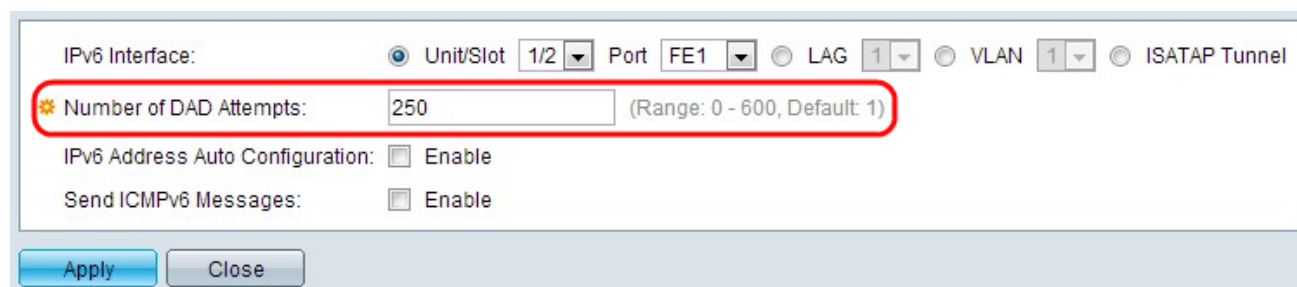 IPv6 Interface: Unit/Slot 1/2 Port FE1 LAG 1 VLAN 1 ISATAP Tunnel
Number of DAD Attempts: 250 (Range: 0 - 600, Default: 1)
IPv6 Address Auto Configuration: Enable
Send ICMPv6 Messages: Enable
Apply Close